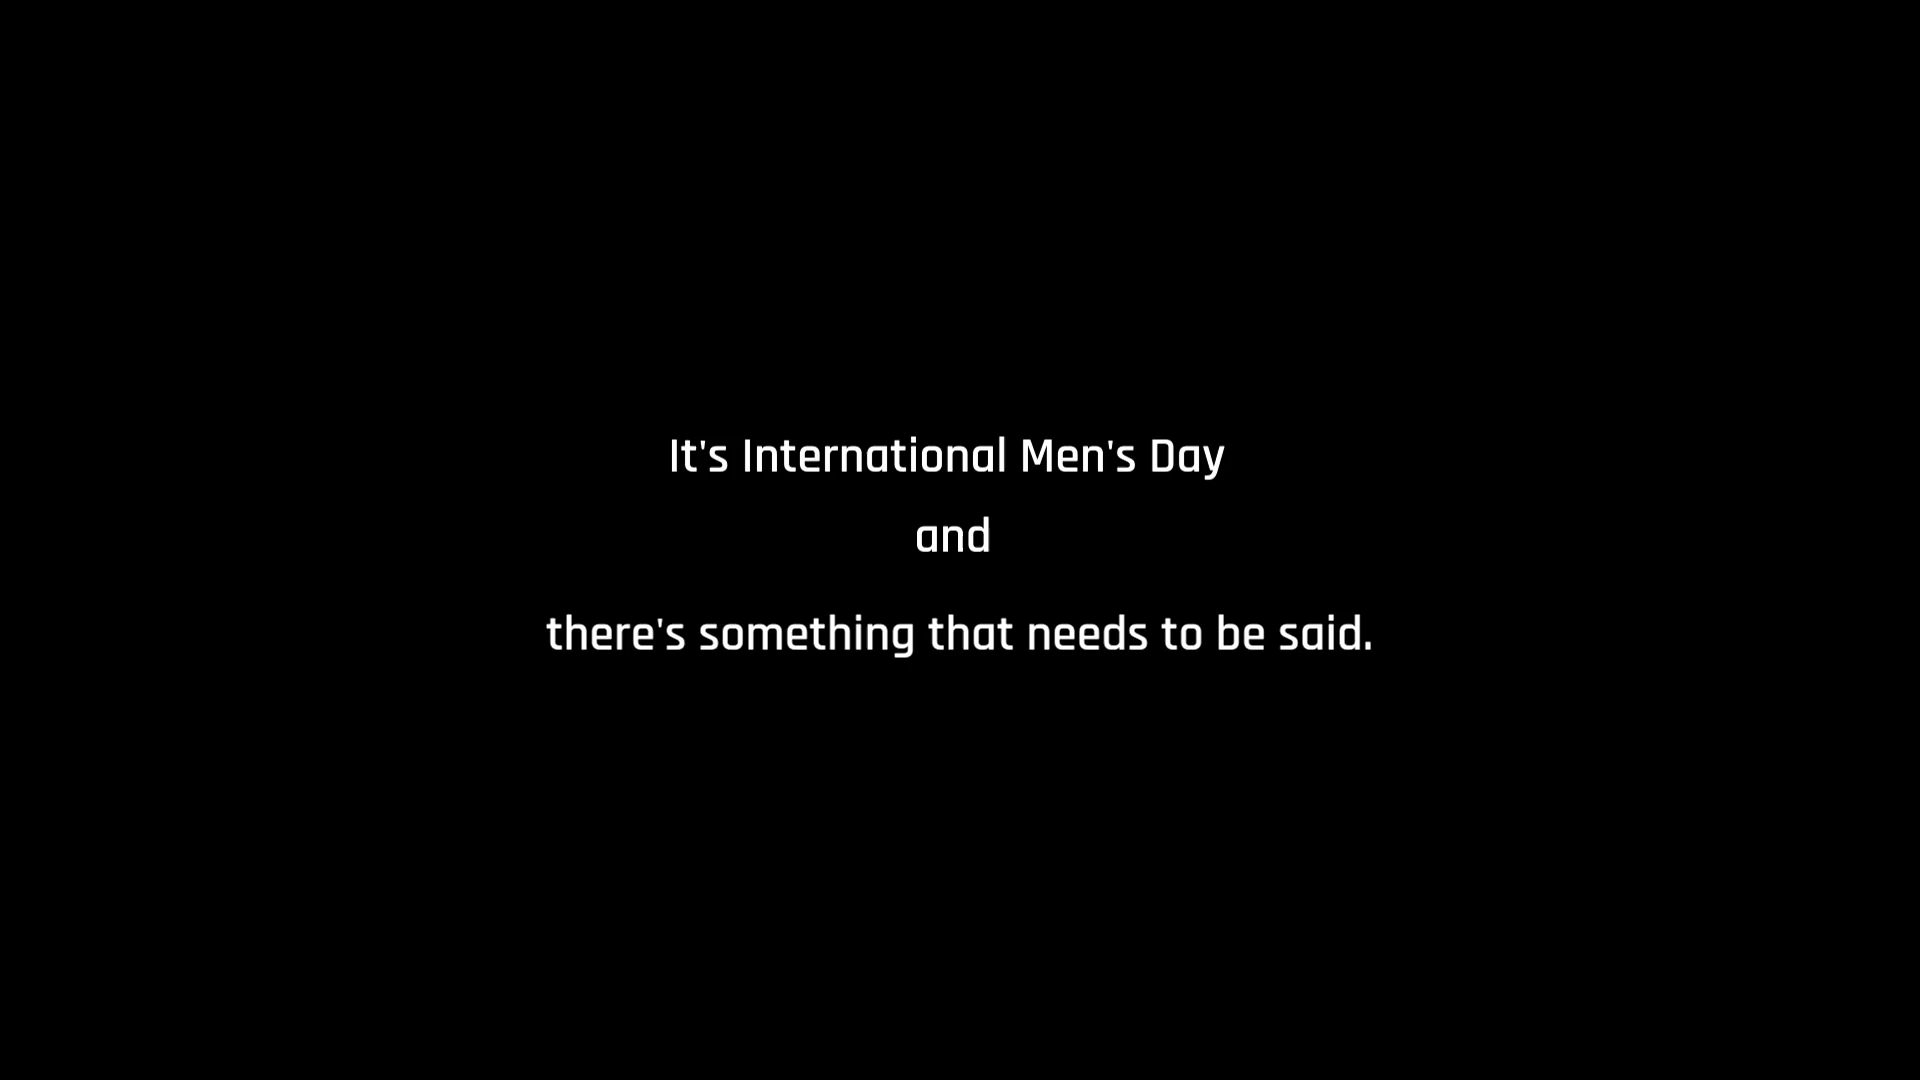 It's International Men's Day
and
there's something that needs to be said.